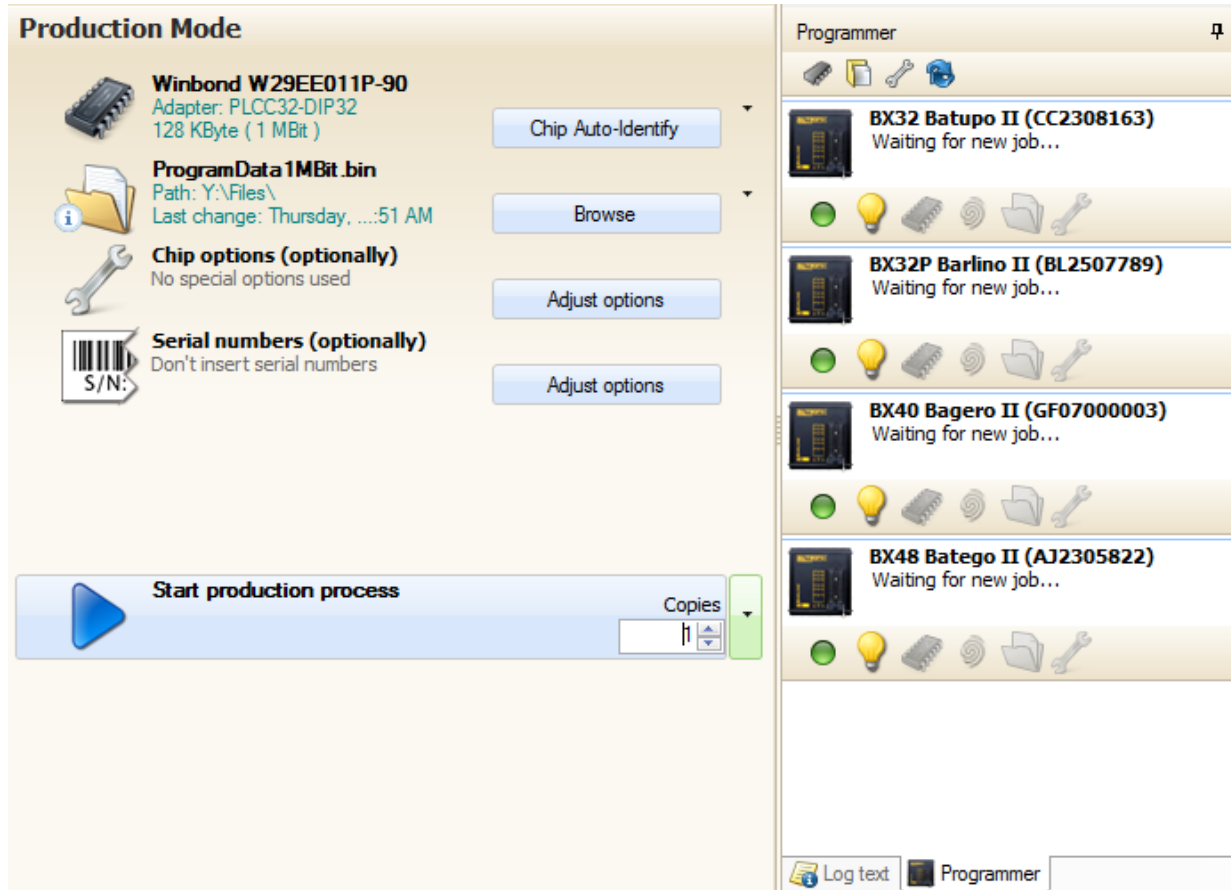 Production Mode
Winbond W29EE011P-90
Adapter: PLCC32-DIP32
128 KByte ( 1 MBit )
Chip Auto-Identify
ProgramData1MBit.bin
Path: Y:\Files\
Last change: Thursday, ...:51 AM
Browse
Chip options (optionally)
No special options used
Adjust options
Serial numbers (optionally)
Don't insert serial numbers
S/N:
Adjust options
Start production process
Copies
1
Programmer
BX32 Batupo II (CC2308163)
Waiting for new job...
BX32P Barlino II (BL2507789)
Waiting for new job...
BX40 Bagero II (GF07000003)
Waiting for new job...
BX48 Batego II (AJ2305822)
Waiting for new job...
Log text
Programmer